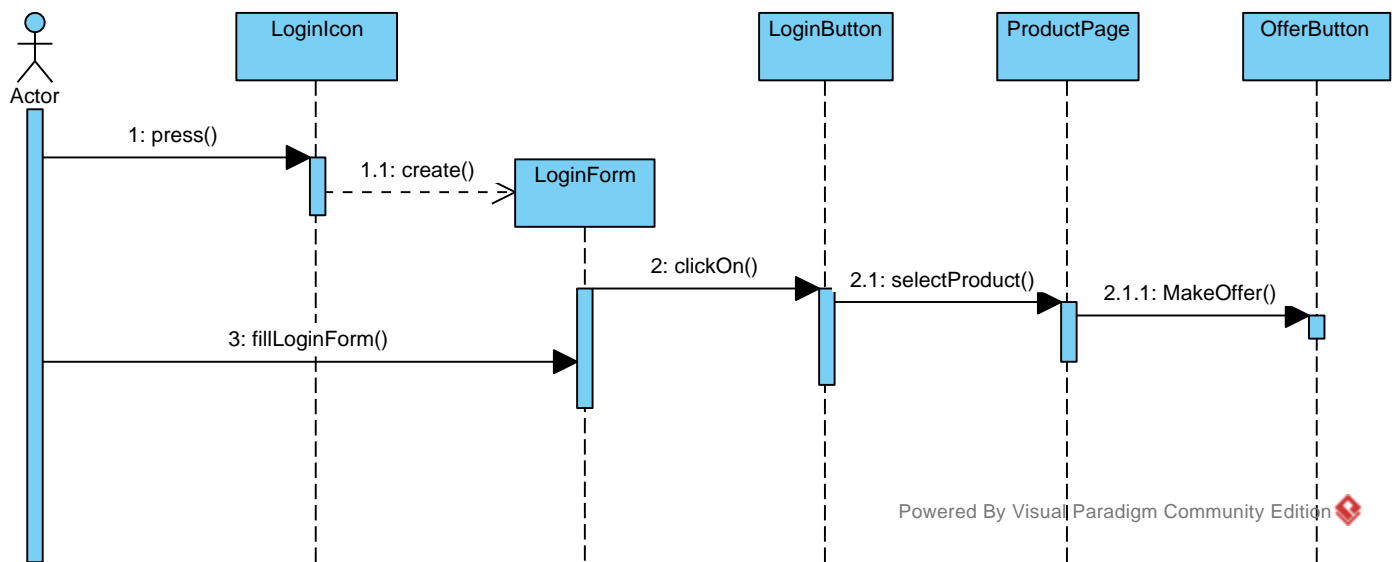 LoginIcon
LoginButton
ProductPage
OfferButton
Actor
1: press()
1.1: create()
LoginForm
2: clickOn()
2.1: selectProduct()
2.1.1: MakeOffer()
3: fillLoginForm()
Powered By Visual Paradigm Community Edition